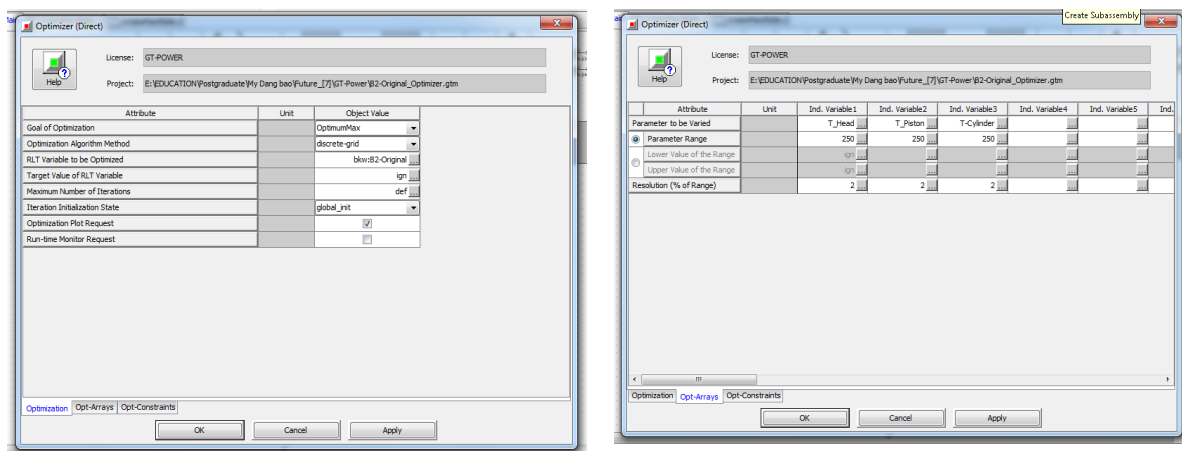 Optimizer (Direct)
Help
License: GT-POWER
Project: E:\EDUCATION\Postgraduate\My Dang bao\Future_[7]\GT-Power\B2-Original_Optimizer.gtm
Attribute Unit Object Value
Goal of Optimization OptimumMax
Optimization Algorithm Method discrete-grid
RLT Variable to be Optimized bkw:B2-Original ...
Target Value of RLT Variable ign ...
Maximum Number of Iterations def ...
Iteration Initialization State global_init
Optimization Plot Request
Run-time Monitor Request
Optimization Opt-Arrays Opt-Constraints
OK Cancel Apply
Create Subassembly
Optimizer (Direct)
Help
License: GT-POWER
Project: E:\EDUCATION\Postgraduate\My Dang bao\Future_[7]\GT-Power\B2-Original_Optimizer.gtm
Attribute Unit Ind. Variable1 Ind. Variable2 Ind. Variable3 Ind. Variable4 Ind. Variable5 Ind.
Parameter to be Varied T_Head ... T_Piston ... T-Cylinder ... ... ...
Parameter Range 250 ... 250 ... 250 ... ... ...
Lower Value of the Range ign ... ... ... ... ...
Upper Value of the Range ign ... ... ... ... ...
Resolution (% of Range) 2 ... 2 ... 2 ... ... ...
Optimization Opt-Arrays Opt-Constraints
OK Cancel Apply